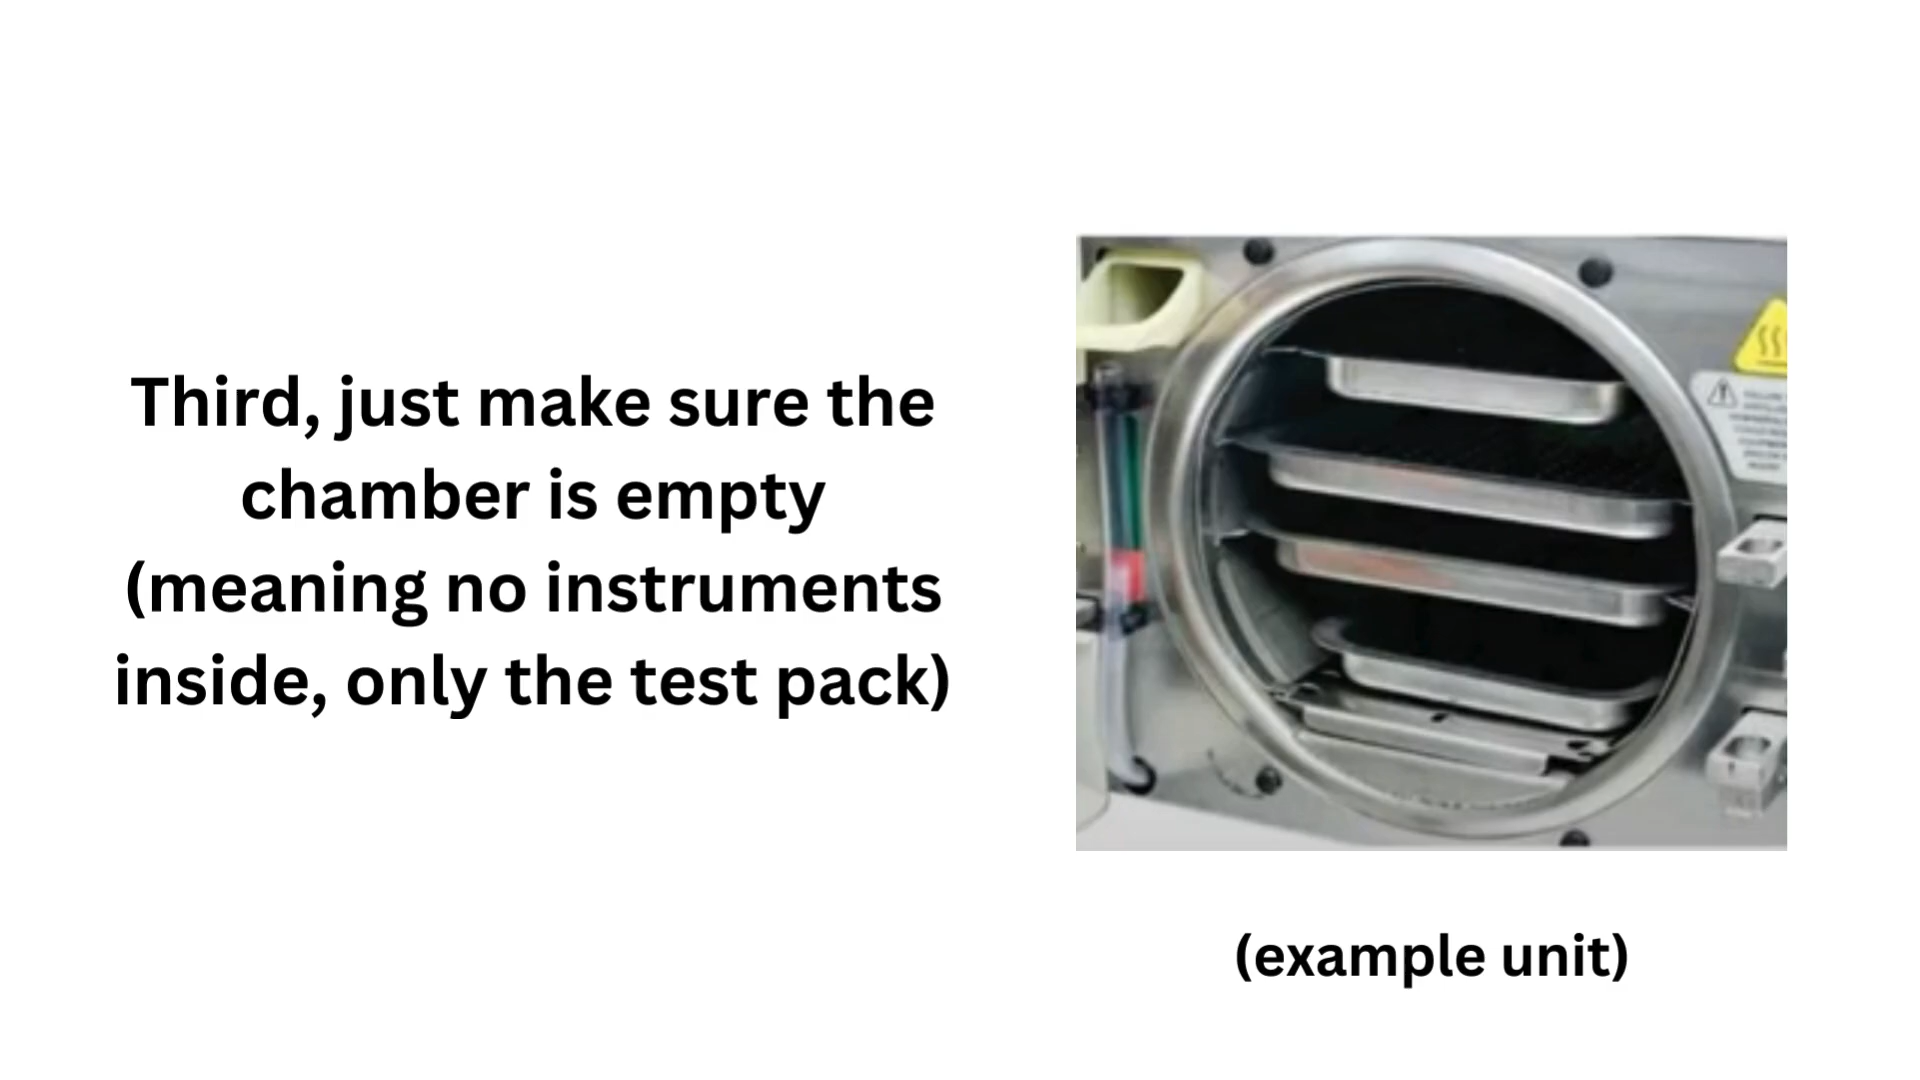 Third, just make sure the
chamber is empty
(meaning no instruments
inside, only the test pack)
(example unit)